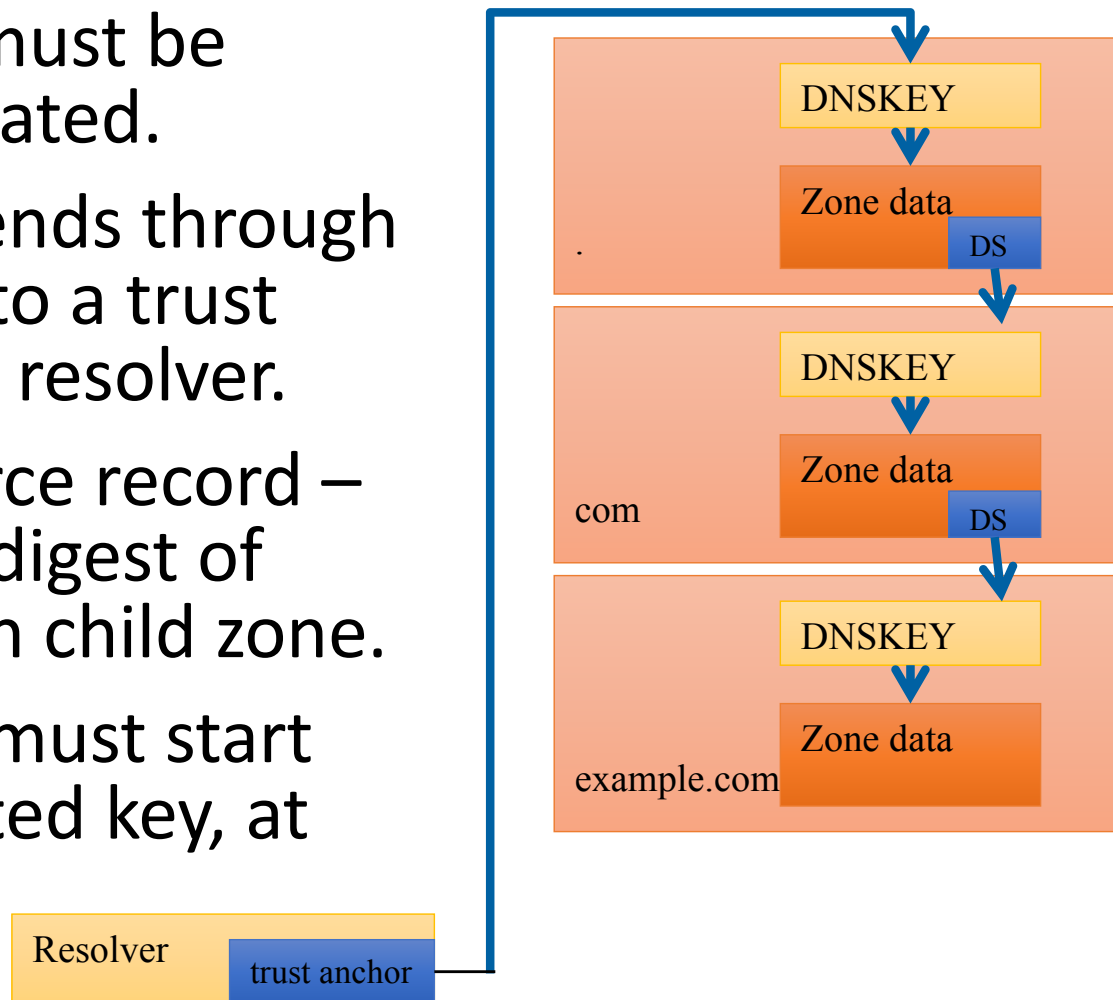 must be
ated.
ends through
to a trust
resolver.
rce record –
digest of
n child zone.
must start
ted key, at
DNSKEY
Zone data
DS
.
DNSKEY
Zone data
DS
com
DNSKEY
Zone data
example.com
Resolver
trust anchor